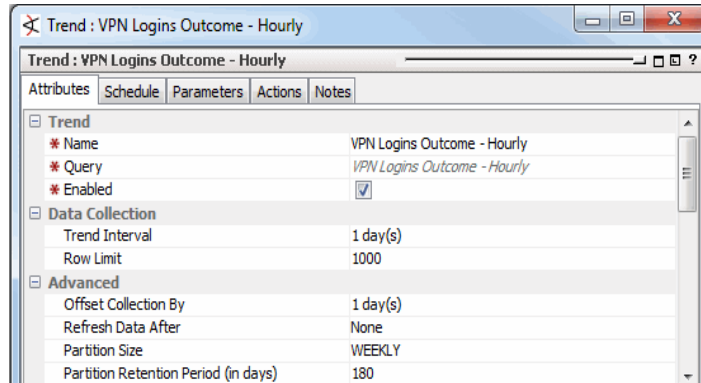 Trend : VPN Logins Outcome - Hourly
Trend : VPN Logins Outcome - Hourly
Attributes Schedule Parameters Actions Notes
Trend
* Name VPN Logins Outcome - Hourly
* Query VPN Logins Outcome - Hourly
* Enabled
Data Collection
Trend Interval 1 day(s)
Row Limit 1000
Advanced
Offset Collection By 1 day(s)
Refresh Data After None
Partition Size WEEKLY
Partition Retention Period (in days) 180